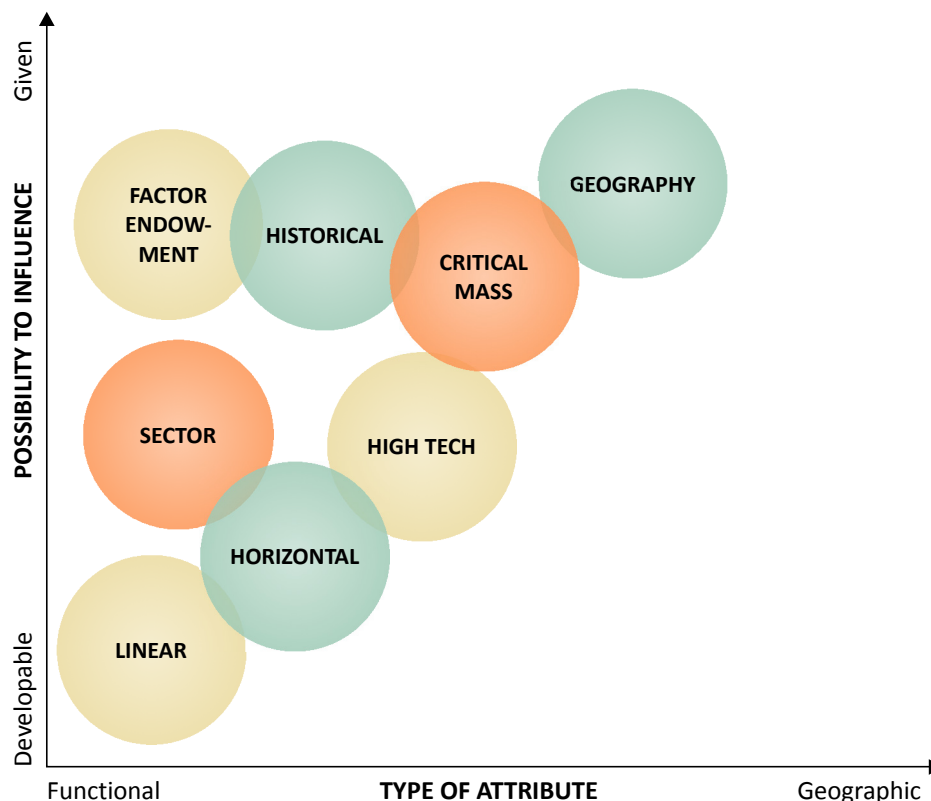 Given
POSSIBILITY TO INFLUENCE
Developable
FACTOR
ENDOW-
MENT
HISTORICAL
CRITICAL
MASS
GEOGRAPHY
SECTOR
HIGH TECH
HORIZONTAL
LINEAR
Functional
TYPE OF ATTRIBUTE
Geographic